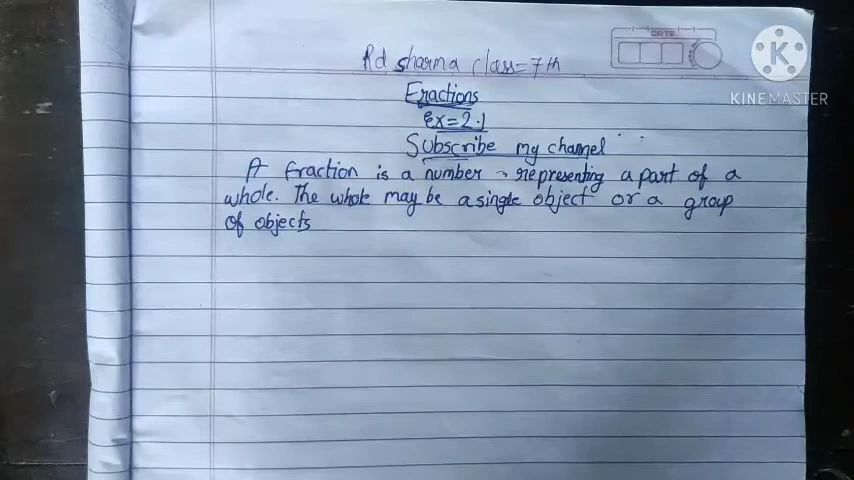 DATE
K
KINEMASTER
Rd sharma class=7th
Fractions
Ex=2.1
Subscribe my channel
A fraction is a number representing a part of a
whole. The whole may be a single object or a group
of objects